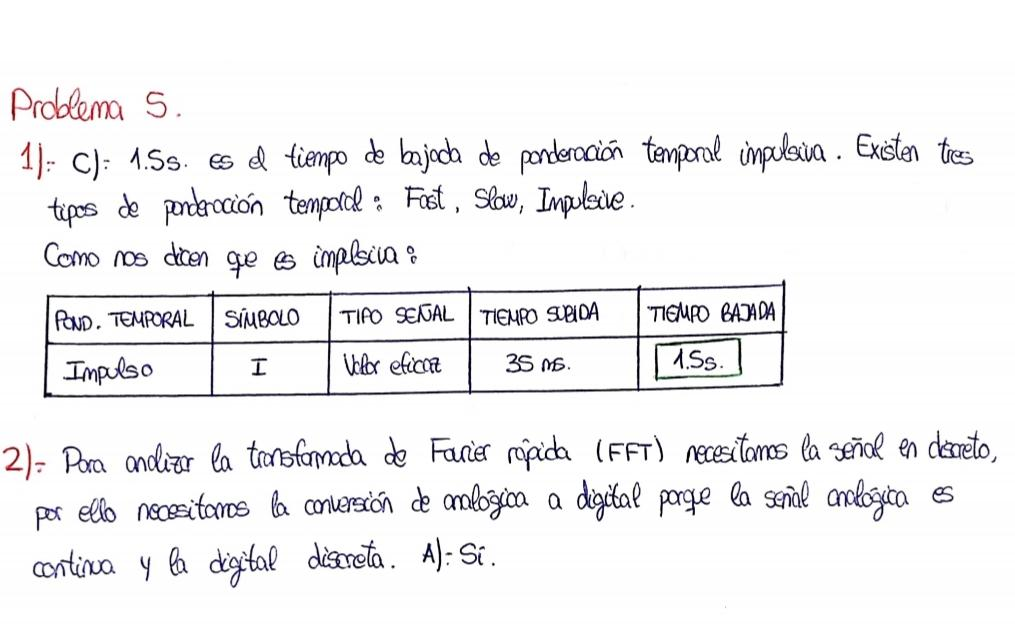 Problema 5.
1)- C)- 1.5s. es el tiempo de bajada de ponderación temporal impulsiva. Existen tres
tipos de ponderación temporal: Fast, Slow, Impulsive.
Como nos dicen qe es implsiva:
POND. TEMPORAL SÍMBOLO TIPO SEÑAL TIEMPO SUBIDA TIEMPO BAJADA
Impulso I Valor eficaz 35 ms. 1.5s.
2)- Para analizar la transformada de Fourier rápida (FFT) necesitamos la señal en discreto,
por ello necesitamos la conversión de analógica a digital porqe la señal analógica es
continua y la digital discreta. A)- Sí.